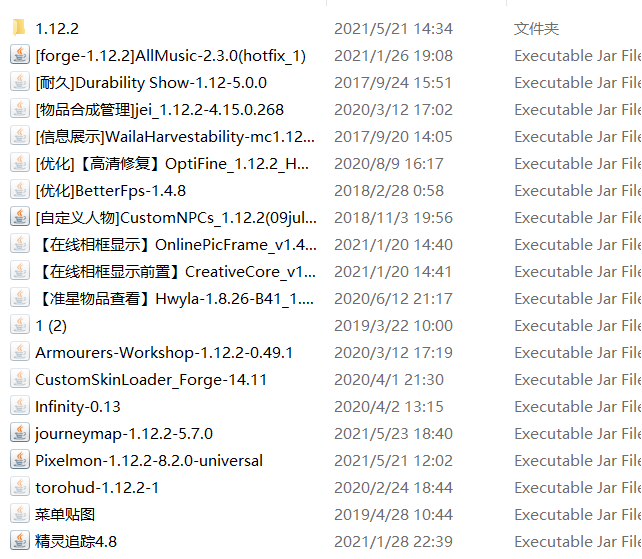 1.12.2 2021/5/21 14:34 文件夹
[forge-1.12.2]AllMusic-2.3.0(hotfix_1) 2021/1/26 19:08 Executable Jar File
[耐久]Durability Show-1.12-5.0.0 2017/9/24 15:51 Executable Jar File
[物品合成管理]jei_1.12.2-4.15.0.268 2020/3/12 17:02 Executable Jar File
[信息展示]WailaHarvestability-mc1.12... 2017/9/20 14:05 Executable Jar File
[优化]【高清修复】OptiFine_1.12.2_H... 2020/8/9 16:17 Executable Jar File
[优化]BetterFps-1.4.8 2018/2/28 0:58 Executable Jar File
[自定义人物]CustomNPCs_1.12.2(09jul... 2018/11/3 19:56 Executable Jar File
【在线相框显示】OnlinePicFrame_v1.4... 2021/1/20 14:40 Executable Jar File
【在线相框显示前置】CreativeCore_v1... 2021/1/20 14:41 Executable Jar File
【准星物品查看】Hwyla-1.8.26-B41_1.... 2020/6/12 21:17 Executable Jar File
1 (2) 2019/3/22 10:00 Executable Jar File
Armourers-Workshop-1.12.2-0.49.1 2020/3/12 17:19 Executable Jar File
CustomSkinLoader_Forge-14.11 2020/4/1 21:30 Executable Jar File
Infinity-0.13 2020/4/2 13:15 Executable Jar File
journeymap-1.12.2-5.7.0 2021/5/23 18:40 Executable Jar File
Pixelmon-1.12.2-8.2.0-universal 2021/5/21 12:02 Executable Jar File
torohud-1.12.2-1 2020/2/24 18:44 Executable Jar File
菜单贴图 2019/4/28 10:44 Executable Jar File
精灵追踪4.8 2021/1/28 22:39 Executable Jar File